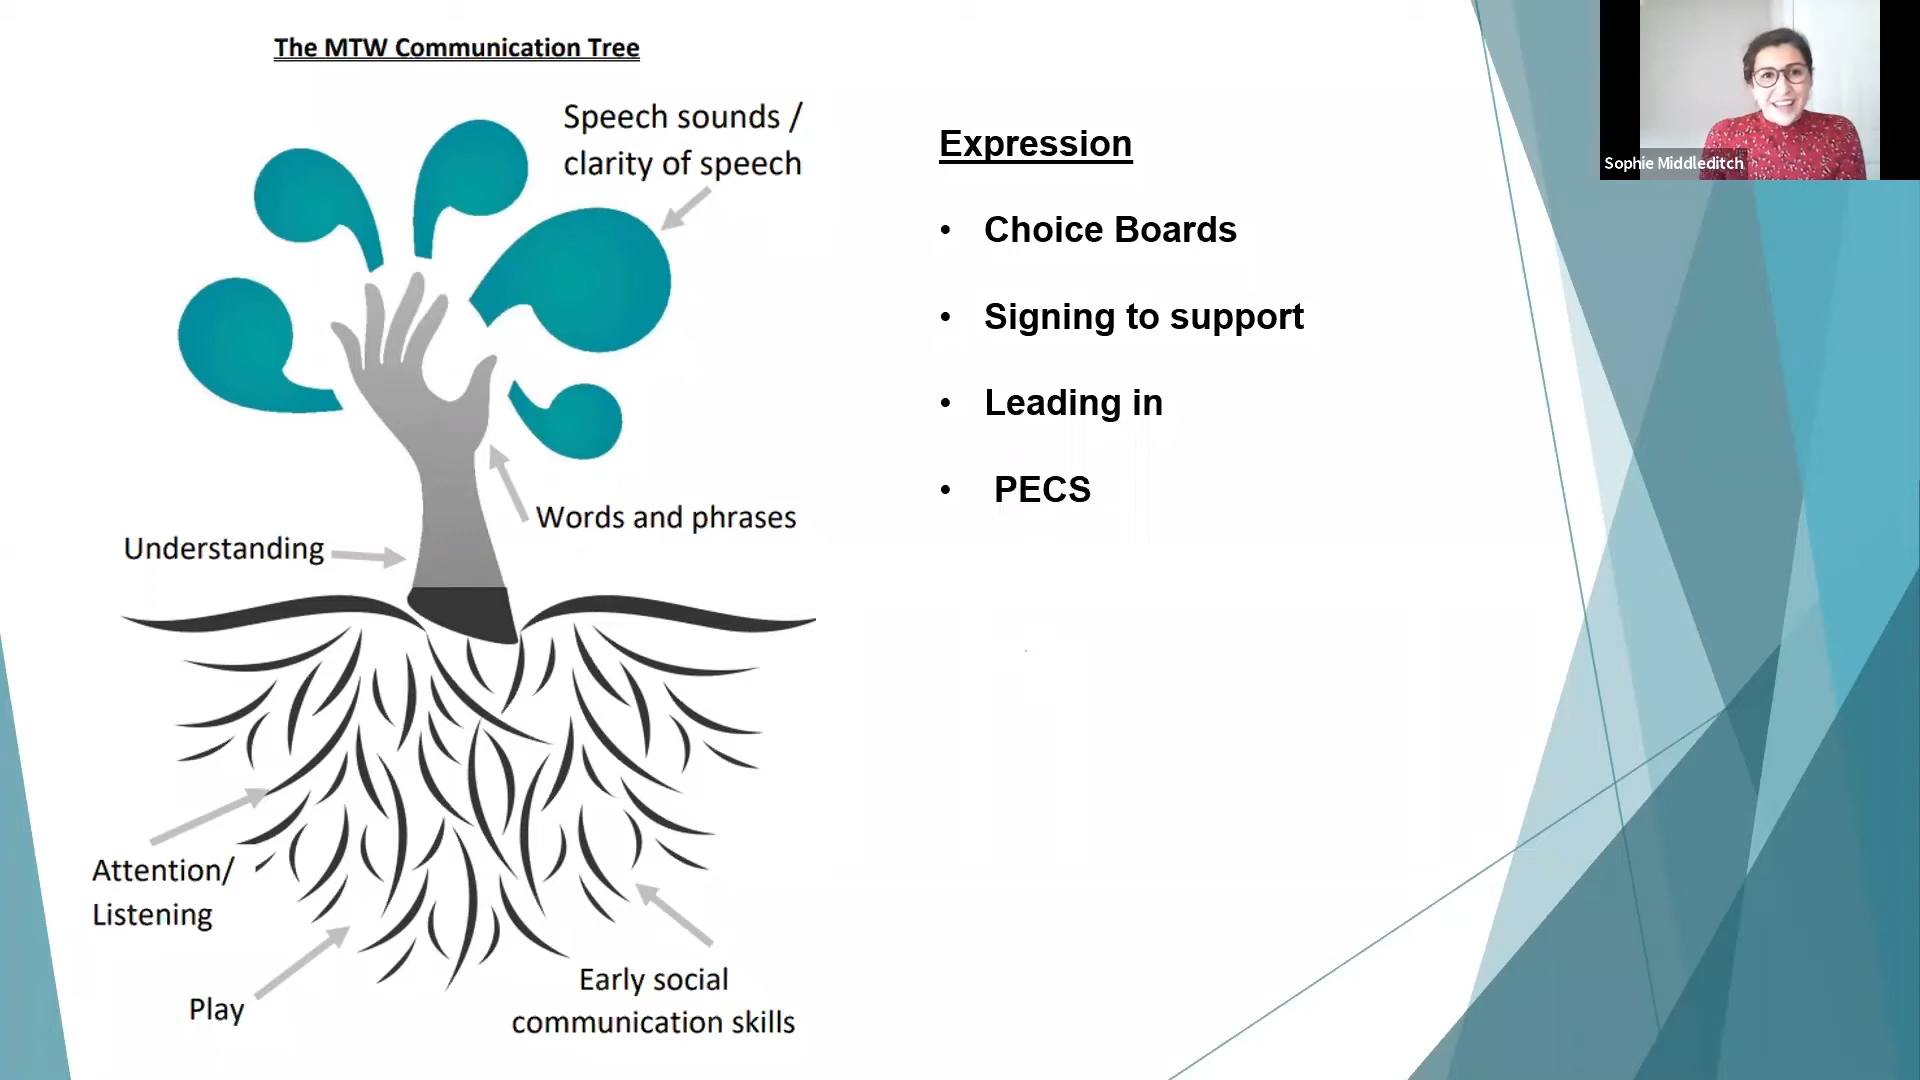 The MTW Communication Tree
Speech sounds /
clarity of speech
Words and phrases
Understanding
Attention/
Listening
Play
Early social
communication skills
Expression
• Choice Boards
• Signing to support
• Leading in
• PECS
Sophie Middleditch